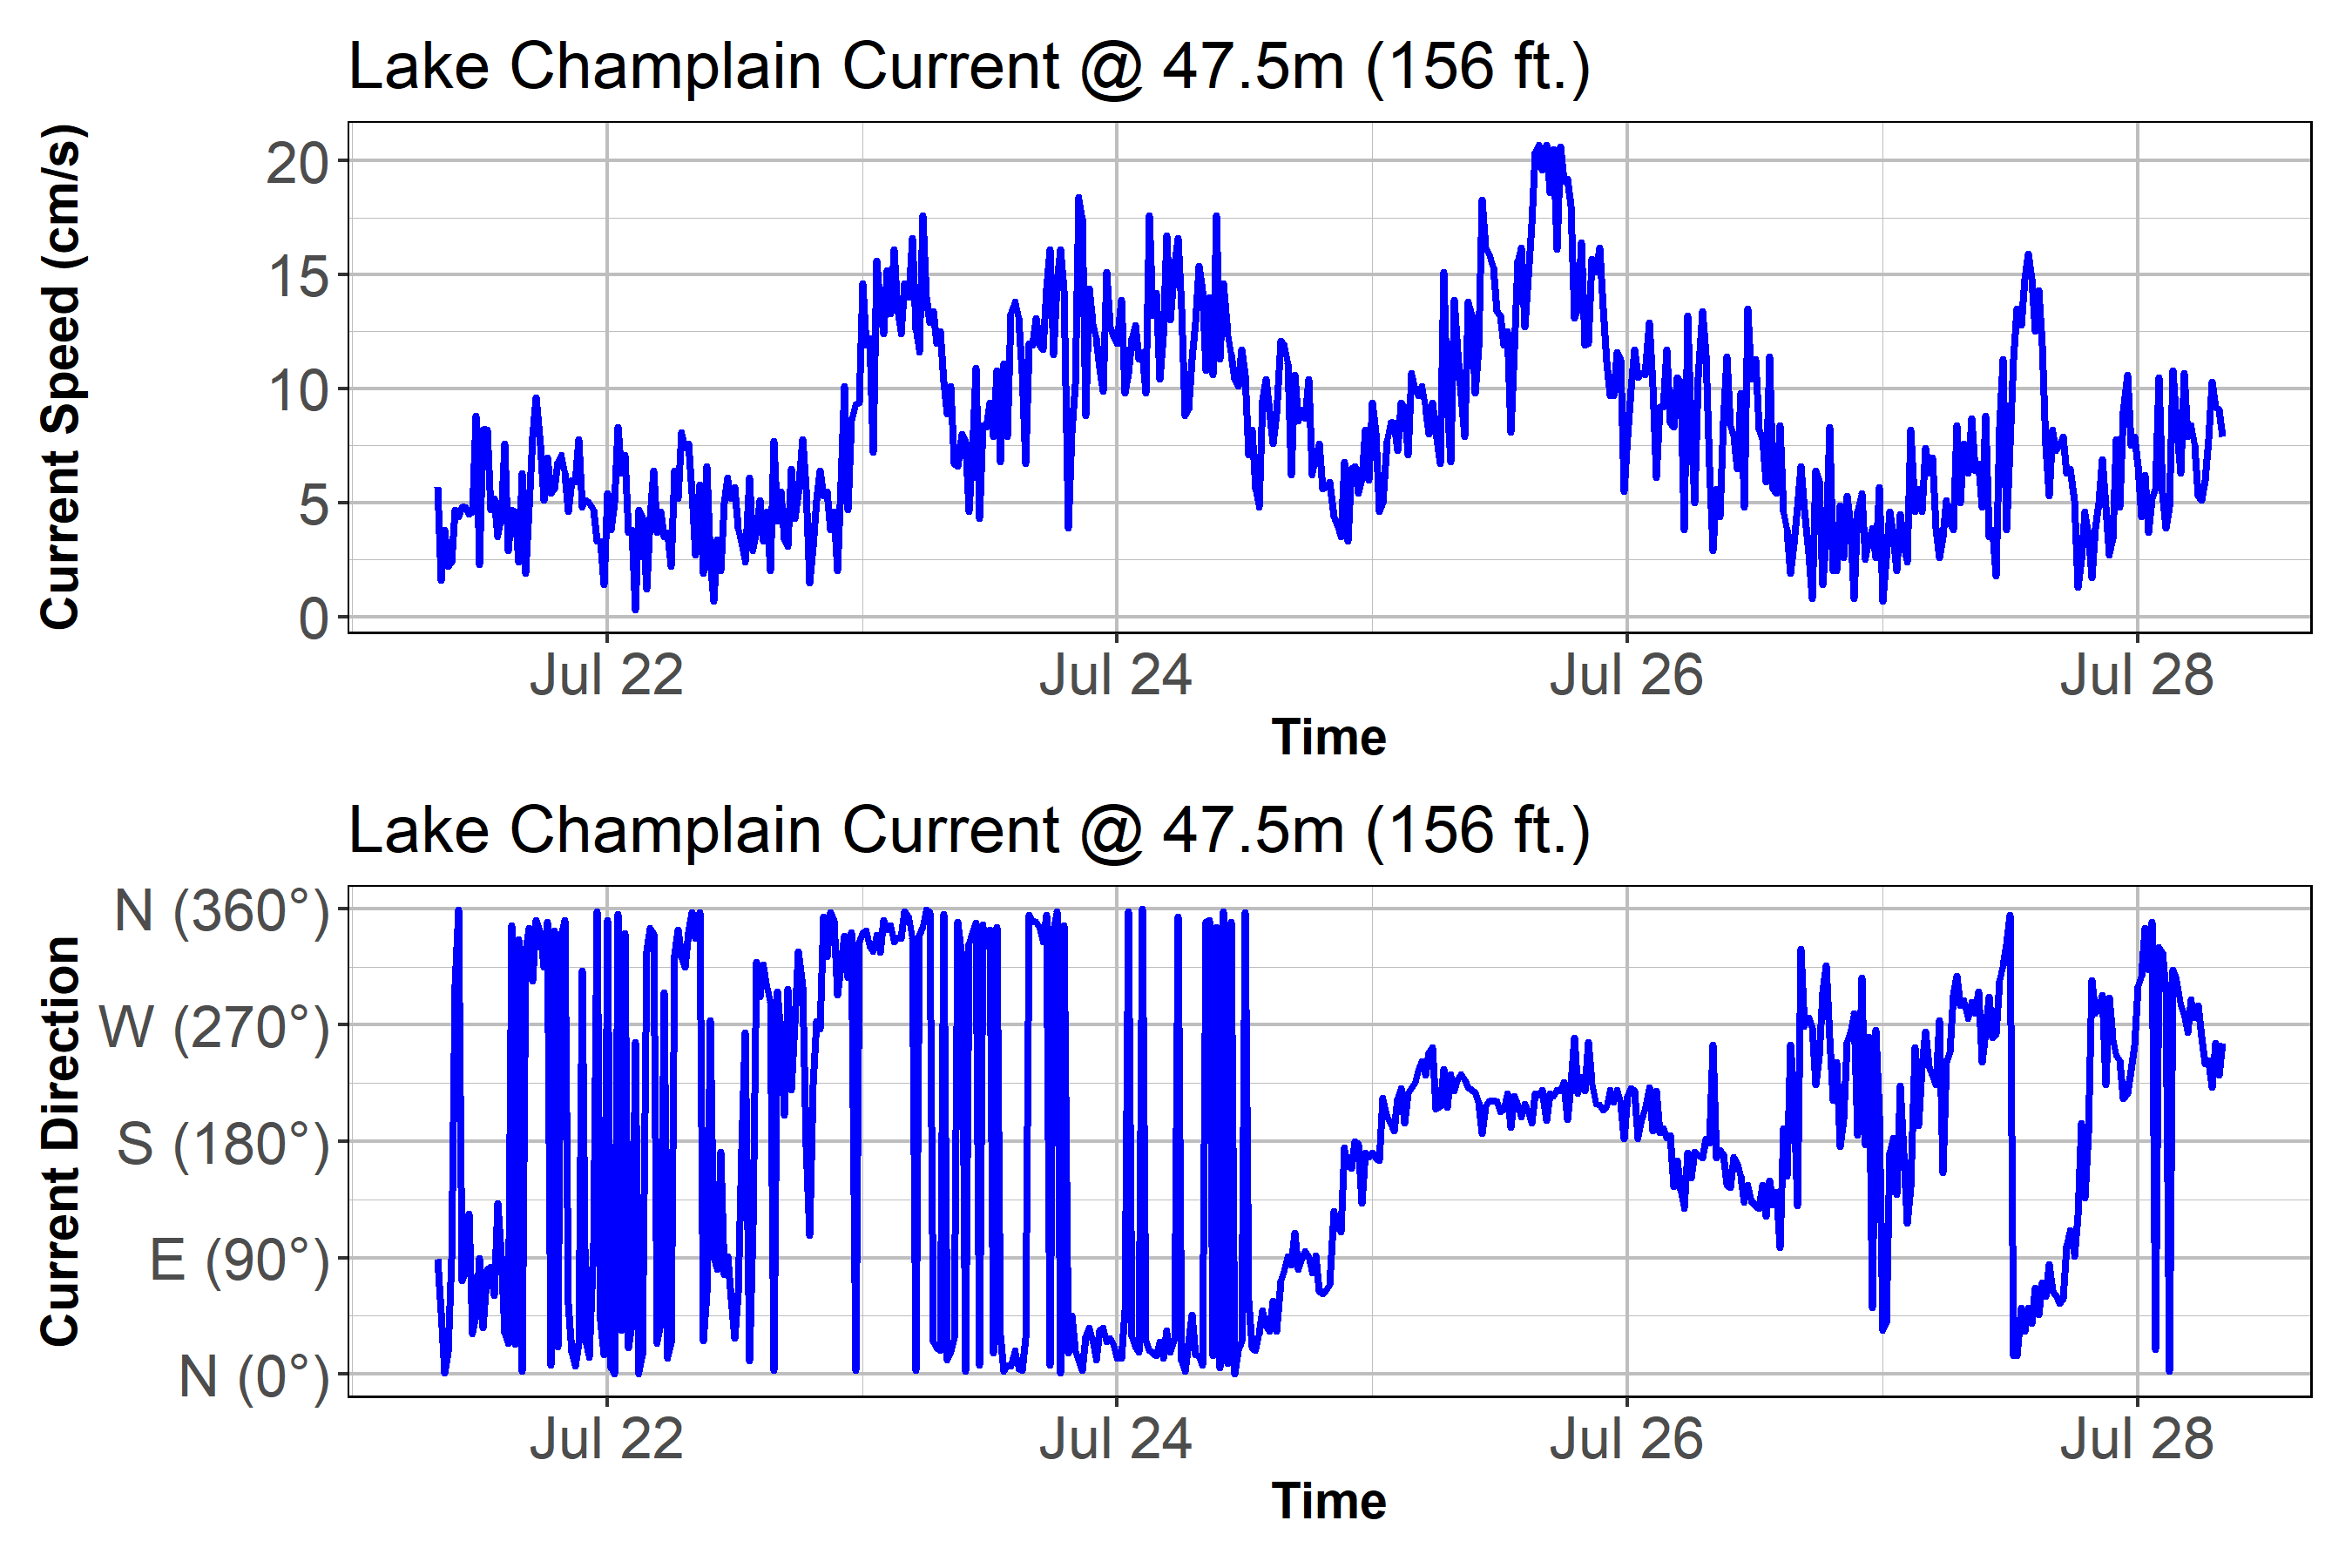 Lake Champlain Current @ 47.5m (156 ft.)
Current Speed (cm/s)
20
15
10
5
0
Jul 22 Jul 24 Jul 26 Jul 28
Time
Lake Champlain Current @ 47.5m (156 ft.)
Current Direction
N (360°)
W (270°)
S (180°)
E (90°)
N (0°)
Jul 22 Jul 24 Jul 26 Jul 28
Time